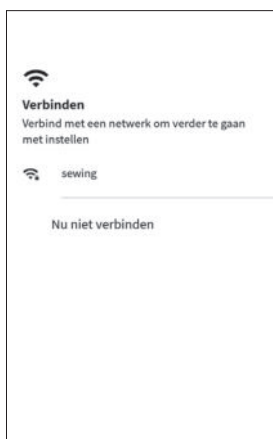 Verbinden
Verbind met een netwerk om verder te gaan
met instellen
sewing
Nu niet verbinden